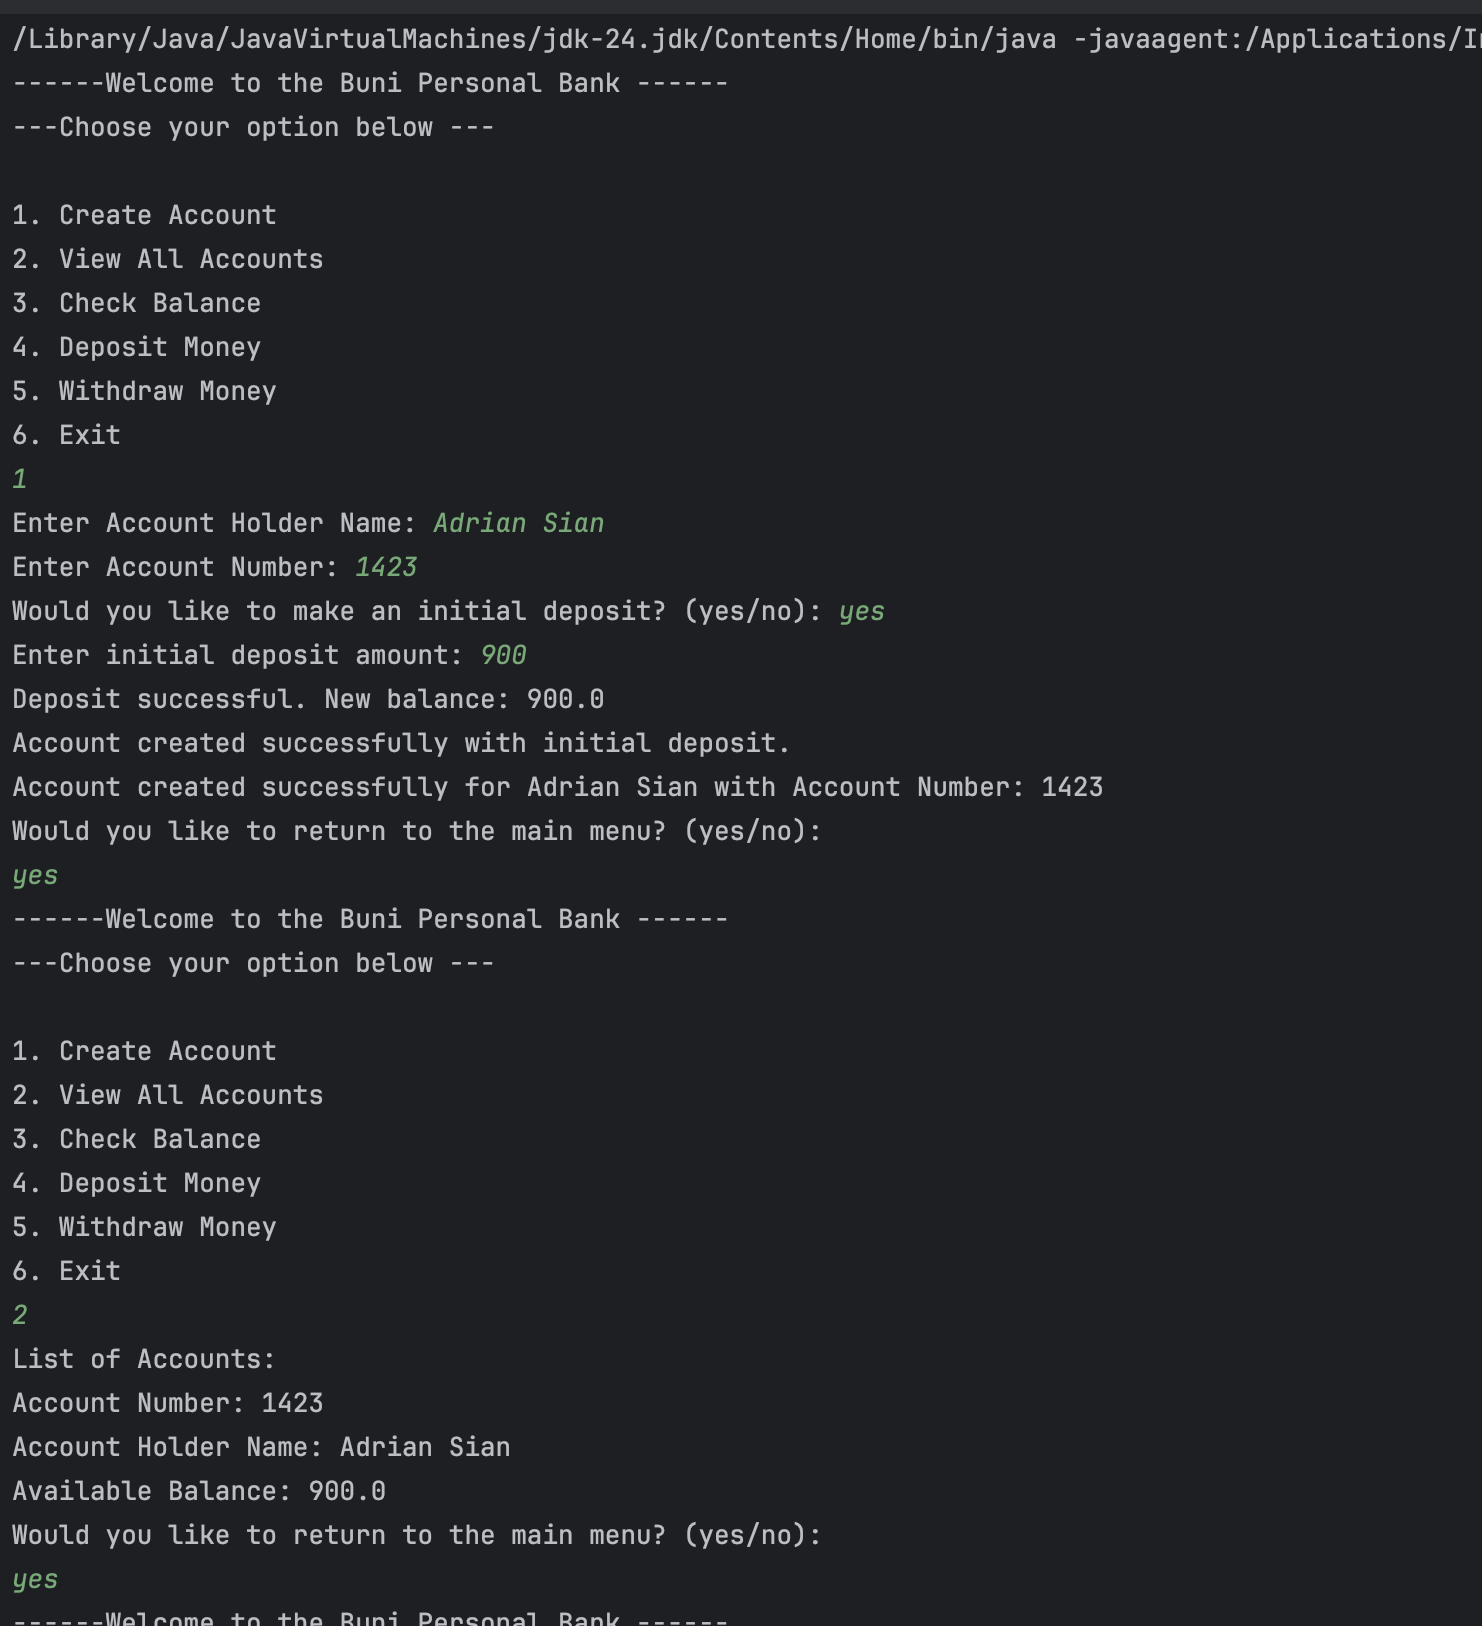 /Library/Java/JavaVirtualMachines/jdk-24.jdk/Contents/Home/bin/java -javaagent:/Applications/
------Welcome to the Buni Personal Bank ------
---Choose your option below ---
1. Create Account
2. View All Accounts
3. Check Balance
4. Deposit Money
5. Withdraw Money
6. Exit
1
Enter Account Holder Name: Adrian Sian
Enter Account Number: 1423
Would you like to make an initial deposit? (yes/no): yes
Enter initial deposit amount: 900
Deposit successful. New balance: 900.0
Account created successfully with initial deposit.
Account created successfully for Adrian Sian with Account Number: 1423
Would you like to return to the main menu? (yes/no):
yes
------Welcome to the Buni Personal Bank ------
---Choose your option below ---
1. Create Account
2. View All Accounts
3. Check Balance
4. Deposit Money
5. Withdraw Money
6. Exit
2
List of Accounts:
Account Number: 1423
Account Holder Name: Adrian Sian
Available Balance: 900.0
Would you like to return to the main menu? (yes/no):
yes
------Welcome to the Buni Personal Bank ------